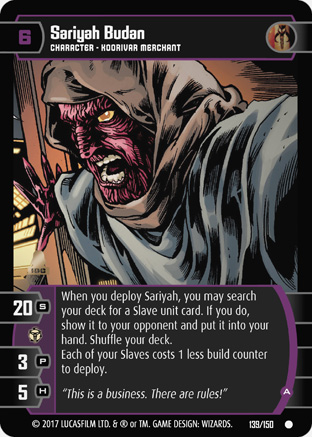 6
Sariyah Budan
CHARACTER - KOORIVAR MERCHANT
20 S
When you deploy Sariyah, you may search
your deck for a Slave unit card. If you do,
show it to your opponent and put it into your
hand. Shuffle your deck.
3 P
Each of your Slaves costs 1 less build counter
to deploy.
5 H
"This is a business. There are rules!"
A
© 2017 LUCASFILM LTD. & ® OR TM. GAME DESIGN: WIZARDS. 139/150